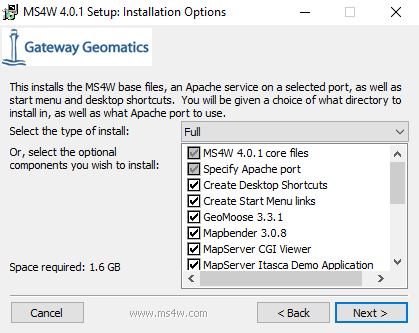 MS4W 4.0.1 Setup: Installation Options
Gateway Geomatics
This installs the MS4W base files, an Apache service on a selected port, as well as
start menu and desktop shortcuts. You will be given a choice of what directory to
install in, as well as what Apache port to use.
Select the type of install:
Full
Or, select the optional
components you wish to install:
MS4W 4.0.1 core files
Specify Apache port
Create Desktop Shortcuts
Create Start Menu links
GeoMoose 3.3.1
Mapbender 3.0.8
MapServer CGI Viewer
MapServer Itasca Demo Application
Space required: 1.6 GB
Cancel
www.ms4w.com
< Back
Next >